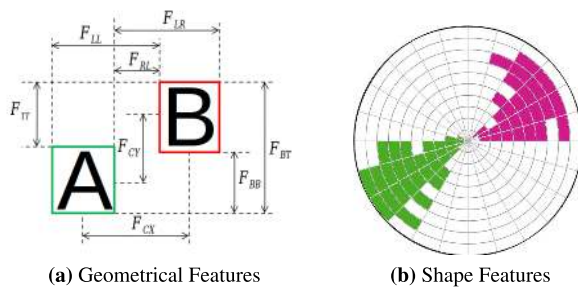 F_LR
F_LL
F_RL
B
F_TT
F_CY
F_BT
A
F_BB
F_CX
(a) Geometrical Features
(b) Shape Features